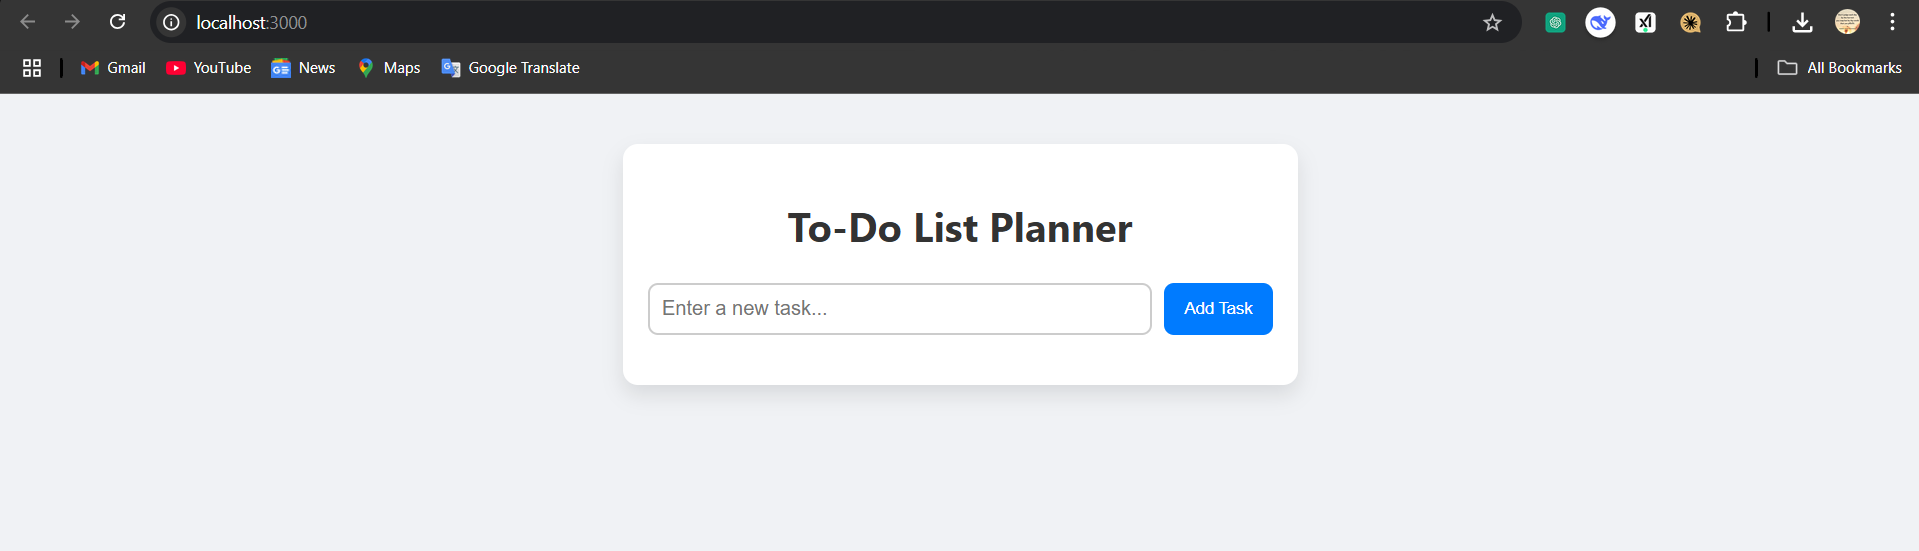 localhost:3000
Gmail YouTube News Maps Google Translate All Bookmarks
To-Do List Planner
Enter a new task... Add Task